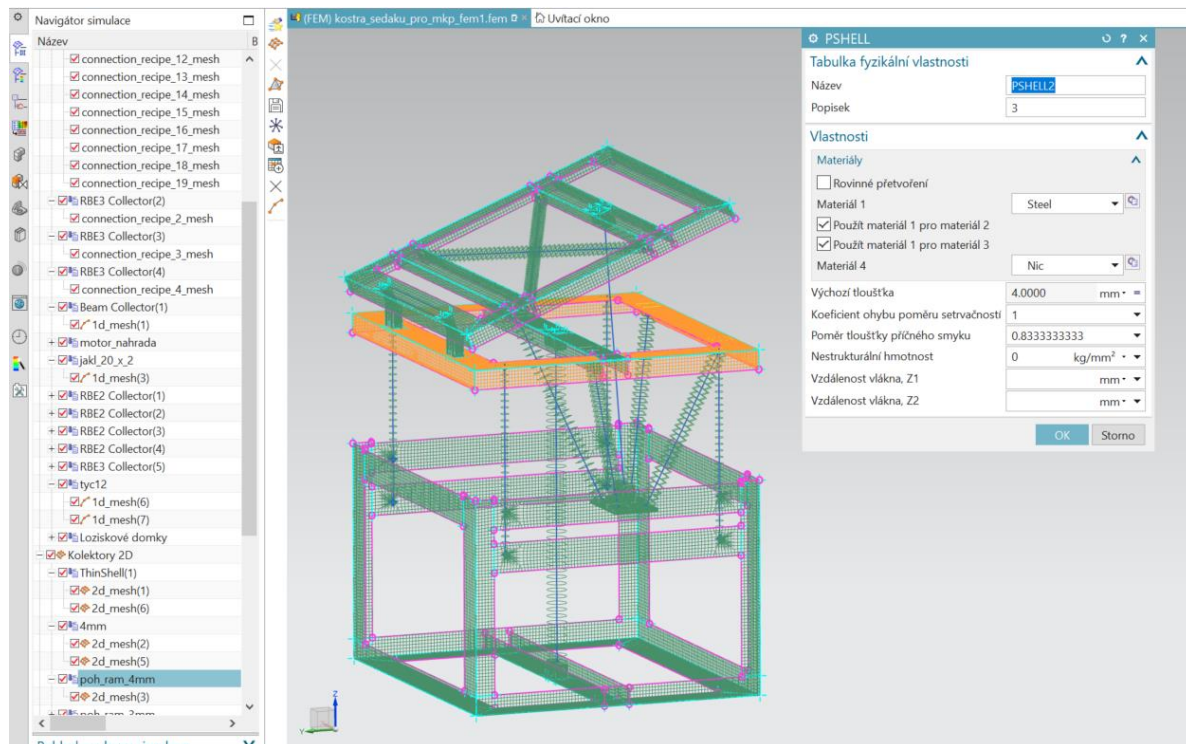 (FEM) kostra_sedaku_pro_mkp_fem1.fem
Uvítací okno
Navigátor simulace
Název
B
connection_recipe_12_mesh
connection_recipe_13_mesh
connection_recipe_14_mesh
connection_recipe_15_mesh
connection_recipe_16_mesh
connection_recipe_17_mesh
connection_recipe_18_mesh
connection_recipe_19_mesh
RBE3 Collector(2)
connection_recipe_2_mesh
RBE3 Collector(3)
connection_recipe_3_mesh
RBE3 Collector(4)
connection_recipe_4_mesh
Beam Collector(1)
1d_mesh(1)
motor_nahrada
jakl_20_x_2
1d_mesh(3)
RBE2 Collector(1)
RBE2 Collector(2)
RBE2 Collector(3)
RBE2 Collector(4)
RBE3 Collector(5)
tyc12
1d_mesh(6)
1d_mesh(7)
Loziskové domky
Kolektory 2D
ThinShell(1)
2d_mesh(1)
2d_mesh(6)
4mm
2d_mesh(2)
2d_mesh(5)
poh_ram_4mm
2d_mesh(3)
Z
Y
PSHELL
Tabulka fyzikální vlastnosti
Název PSHELL2
Popisek 3
Vlastnosti
Materiály
Rovinné přetvoření
Materiál 1 Steel
Použít materiál 1 pro materiál 2
Použít materiál 1 pro materiál 3
Materiál 4 Nic
Výchozí tloušťka 4.0000 mm
Koeficient ohybu poměru setrvačnosti 1
Poměr tloušťky příčného smyku 0.8333333333
Nestrukturální hmotnost 0 kg/mm²
Vzdálenost vlákna, Z1 mm
Vzdálenost vlákna, Z2 mm
OK Storno